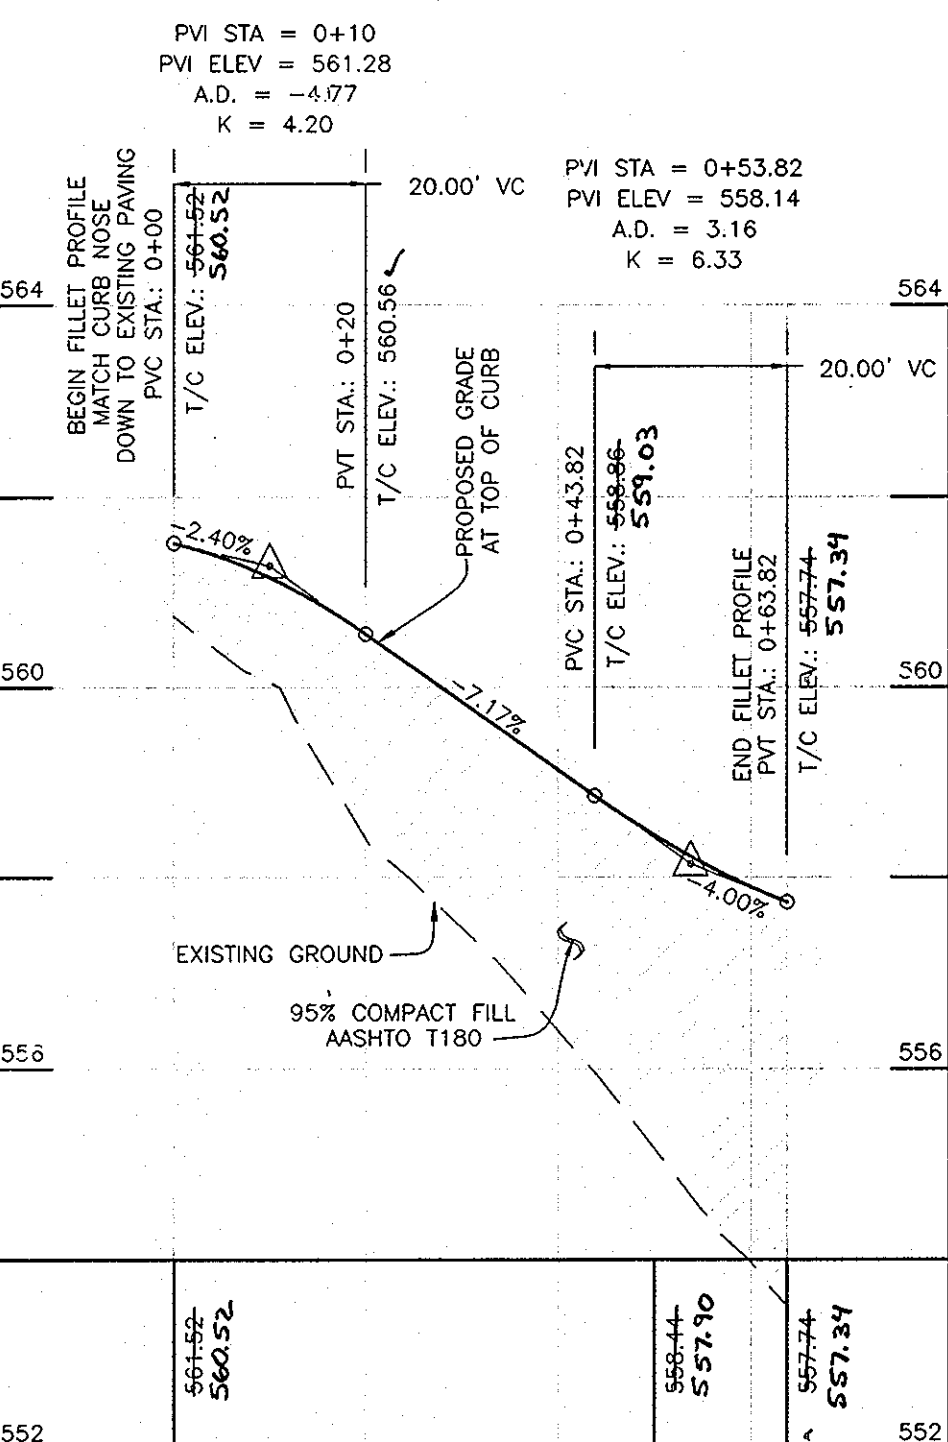 PVI STA = 0+10
PVI ELEV = 561.28
A.D. = -4.77
K = 4.20
20.00' VC
PVI STA = 0+53.82
PVI ELEV = 558.14
A.D. = 3.16
K = 6.33
20.00' VC
BEGIN FILLET PROFILE
MATCH CURB NOSE
DOWN TO EXISTING PAVING
PVC STA.: 0+00
T/C ELEV.: 561.52
560.52
PVT STA.: 0+20
T/C ELEV.: 560.56 ✓
PROPOSED GRADE
AT TOP OF CURB
PVC STA.: 0+43.82
T/C ELEV.: 558.86
559.03
END FILLET PROFILE
PVT STA.: 0+63.82
T/C ELEV.: 557.74
557.34
564
564
-2.40%
560
560
-7.17%
-4.00%
EXISTING GROUND
95% COMPACT FILL
AASHTO T180
556
556
561.52
560.52
558.44
557.90
557.74
557.34
552
552